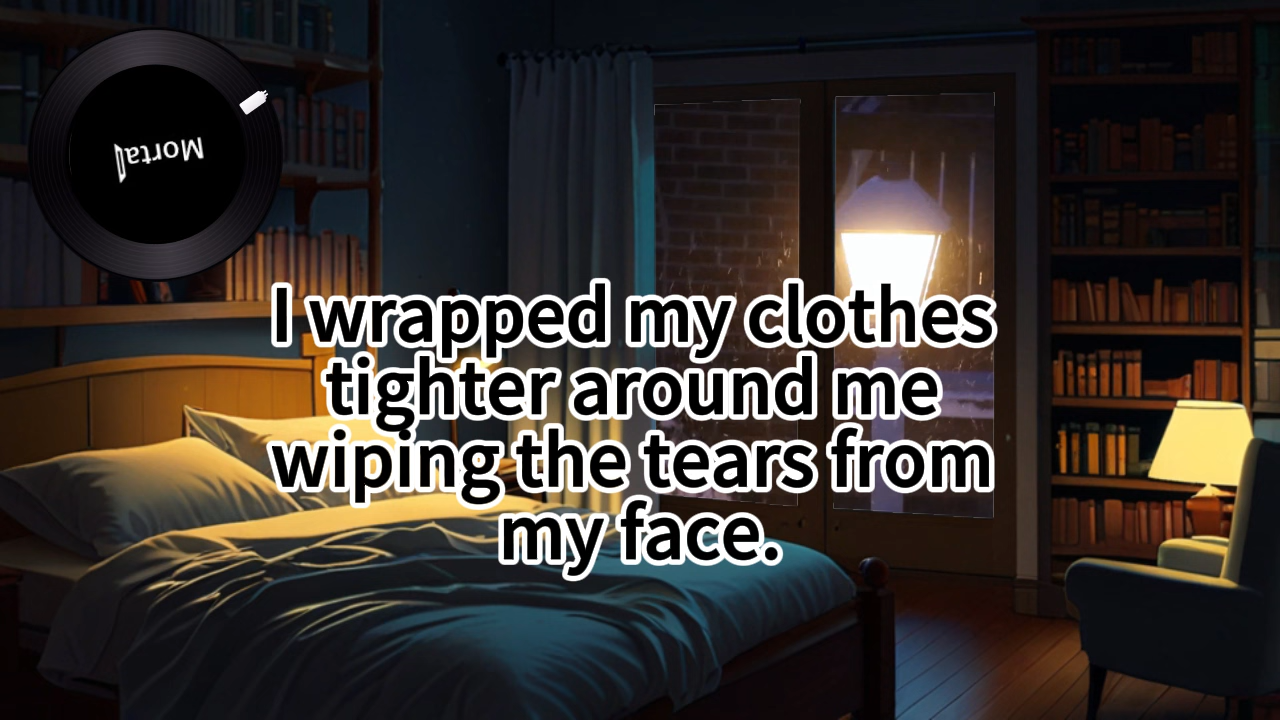 Mortal
I wrapped my clothes
tighter around me
wiping the tears from
my face.